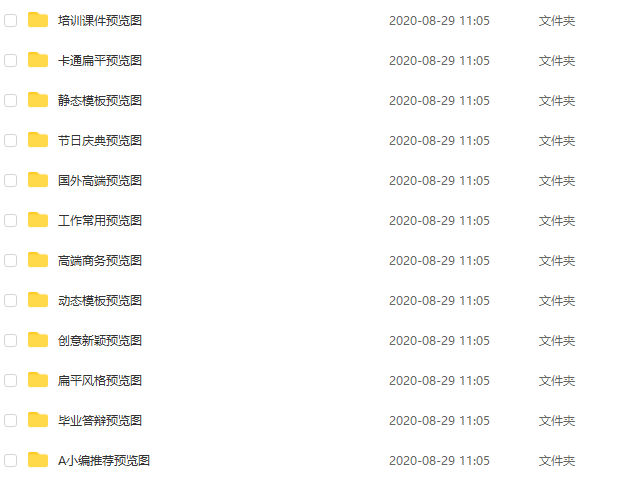 培训课件预览图 2020-08-29 11:05 文件夹
卡通扁平预览图 2020-08-29 11:05 文件夹
静态模板预览图 2020-08-29 11:05 文件夹
节日庆典预览图 2020-08-29 11:05 文件夹
国外高端预览图 2020-08-29 11:05 文件夹
工作常用预览图 2020-08-29 11:05 文件夹
高端商务预览图 2020-08-29 11:05 文件夹
动态模板预览图 2020-08-29 11:05 文件夹
创意新颖预览图 2020-08-29 11:05 文件夹
扁平风格预览图 2020-08-29 11:05 文件夹
毕业答辩预览图 2020-08-29 11:05 文件夹
A小编推荐预览图 2020-08-29 11:05 文件夹